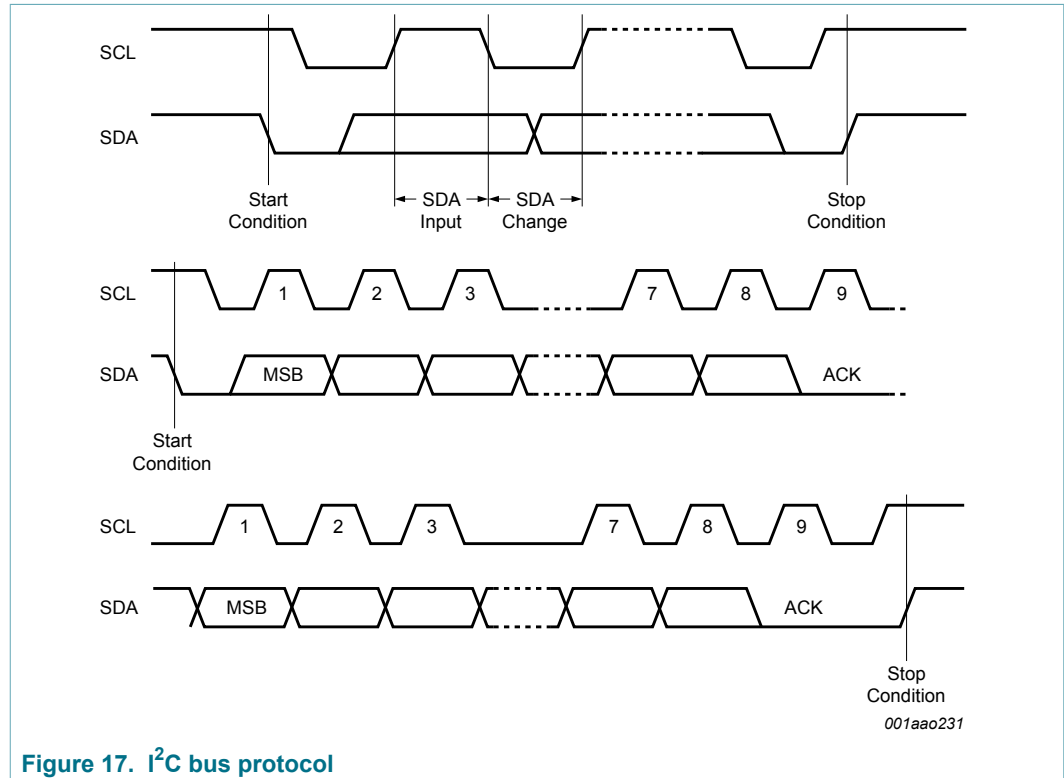 SCL
SDA
Start
Condition
SDA
Input
SDA
Change
Stop
Condition
SCL
1
2
3
7
8
9
SDA
MSB
ACK
Start
Condition
SCL
1
2
3
7
8
9
SDA
MSB
ACK
Stop
Condition
001aao231
Figure 17. I²C bus protocol